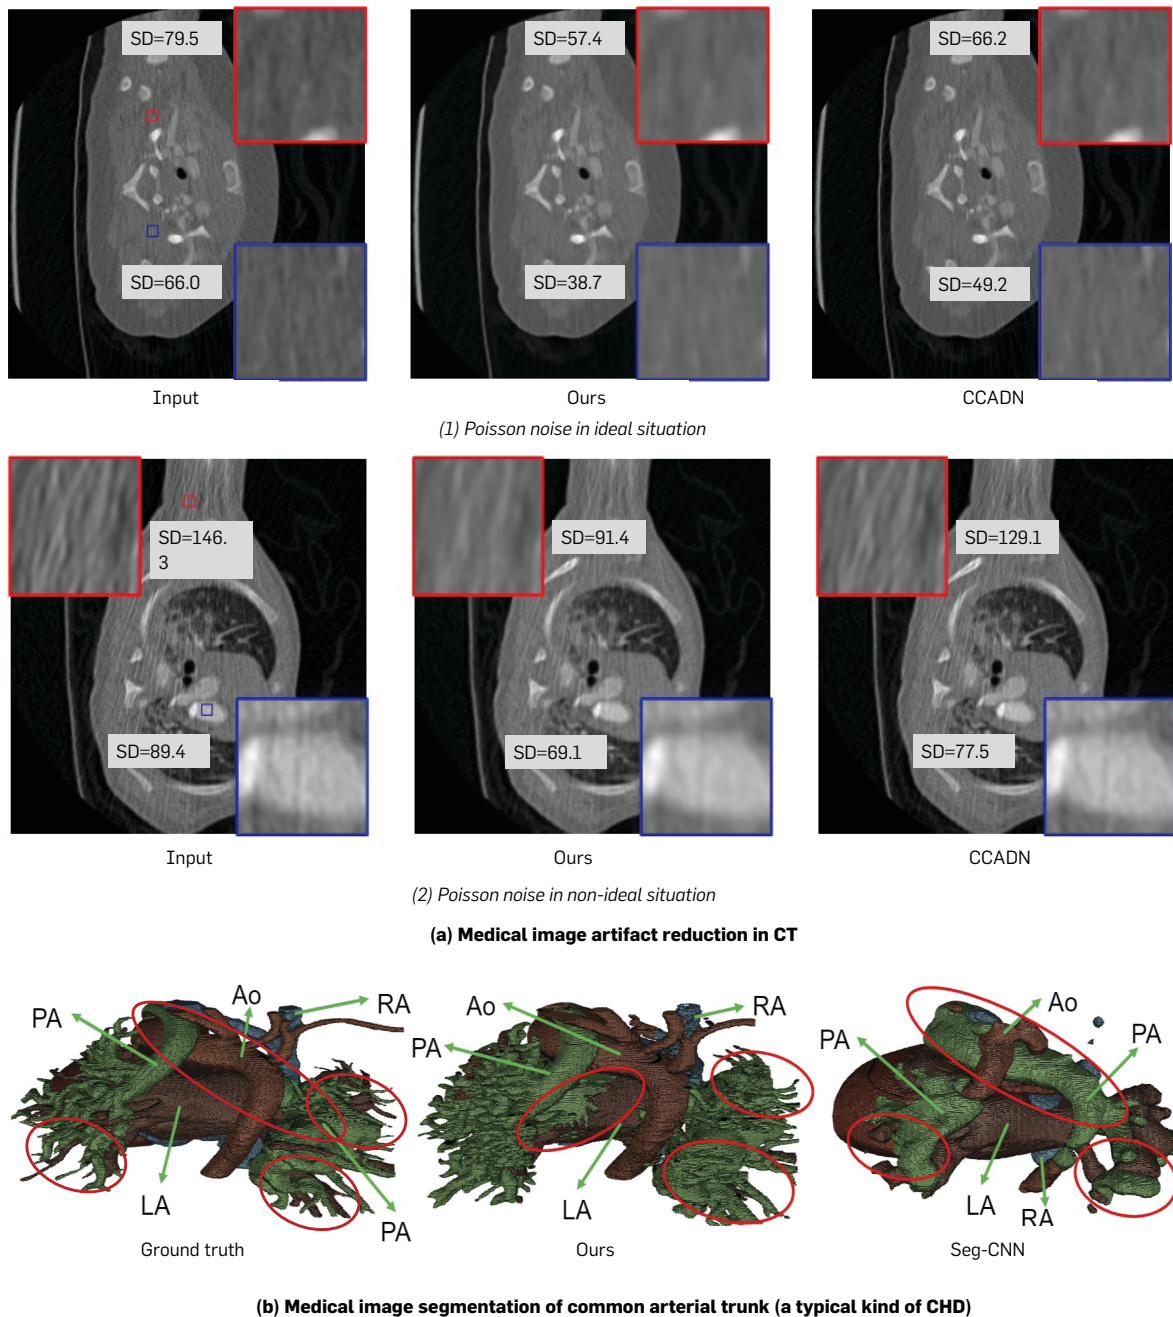 SD=79.5
SD=57.4
SD=66.2
SD=66.0
SD=38.7
SD=49.2
Input
Ours
CCADN
(1) Poisson noise in ideal situation
SD=146.
3
SD=91.4
SD=129.1
SD=89.4
SD=69.1
SD=77.5
Input
Ours
CCADN
(2) Poisson noise in non-ideal situation
(a) Medical image artifact reduction in CT
PA
Ao
RA
LA
PA
Ground truth
Ao
RA
PA
LA
Ours
Ao
PA
PA
LA
RA
Seg-CNN
(b) Medical image segmentation of common arterial trunk (a typical kind of CHD)